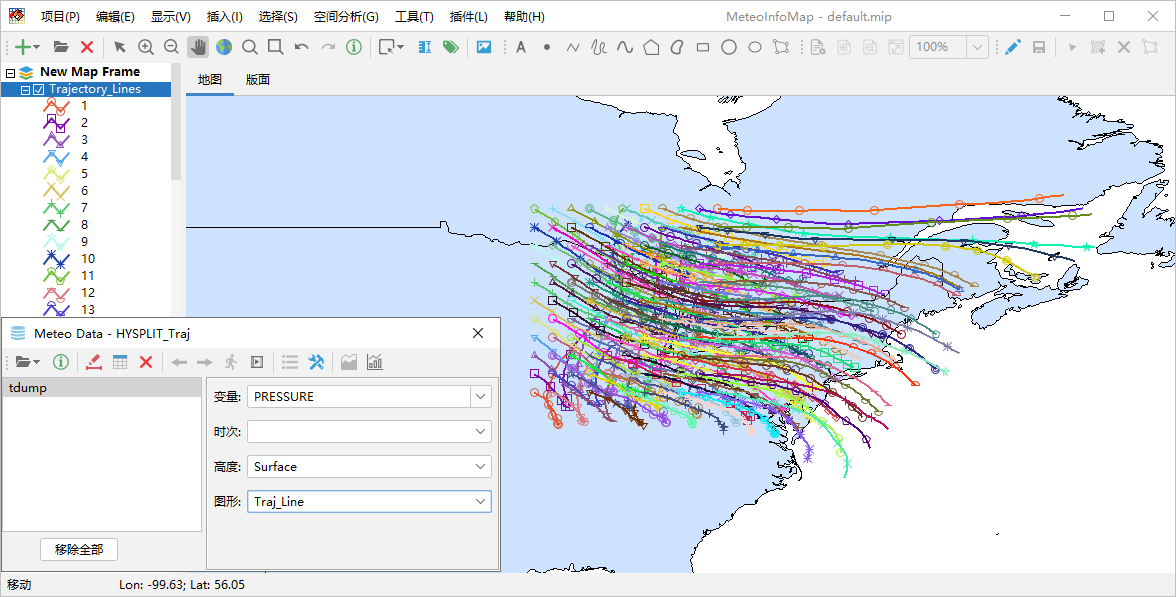 项目(P) 编辑(E) 显示(V) 插入(I) 选择(S) 空间分析(G) 工具(T) 插件(L) 帮助(H) MeteoInfoMap - default.mip
A 100%
New Map Frame
Trajectory_Lines
地图 版面
1
2
3
4
5
6
7
8
9
10
11
12
13
Meteo Data - HYSPLIT_Traj
tdump
变量: PRESSURE
时次:
高度: Surface
图形: Traj_Line
移除全部
移动 Lon: -99.63; Lat: 56.05